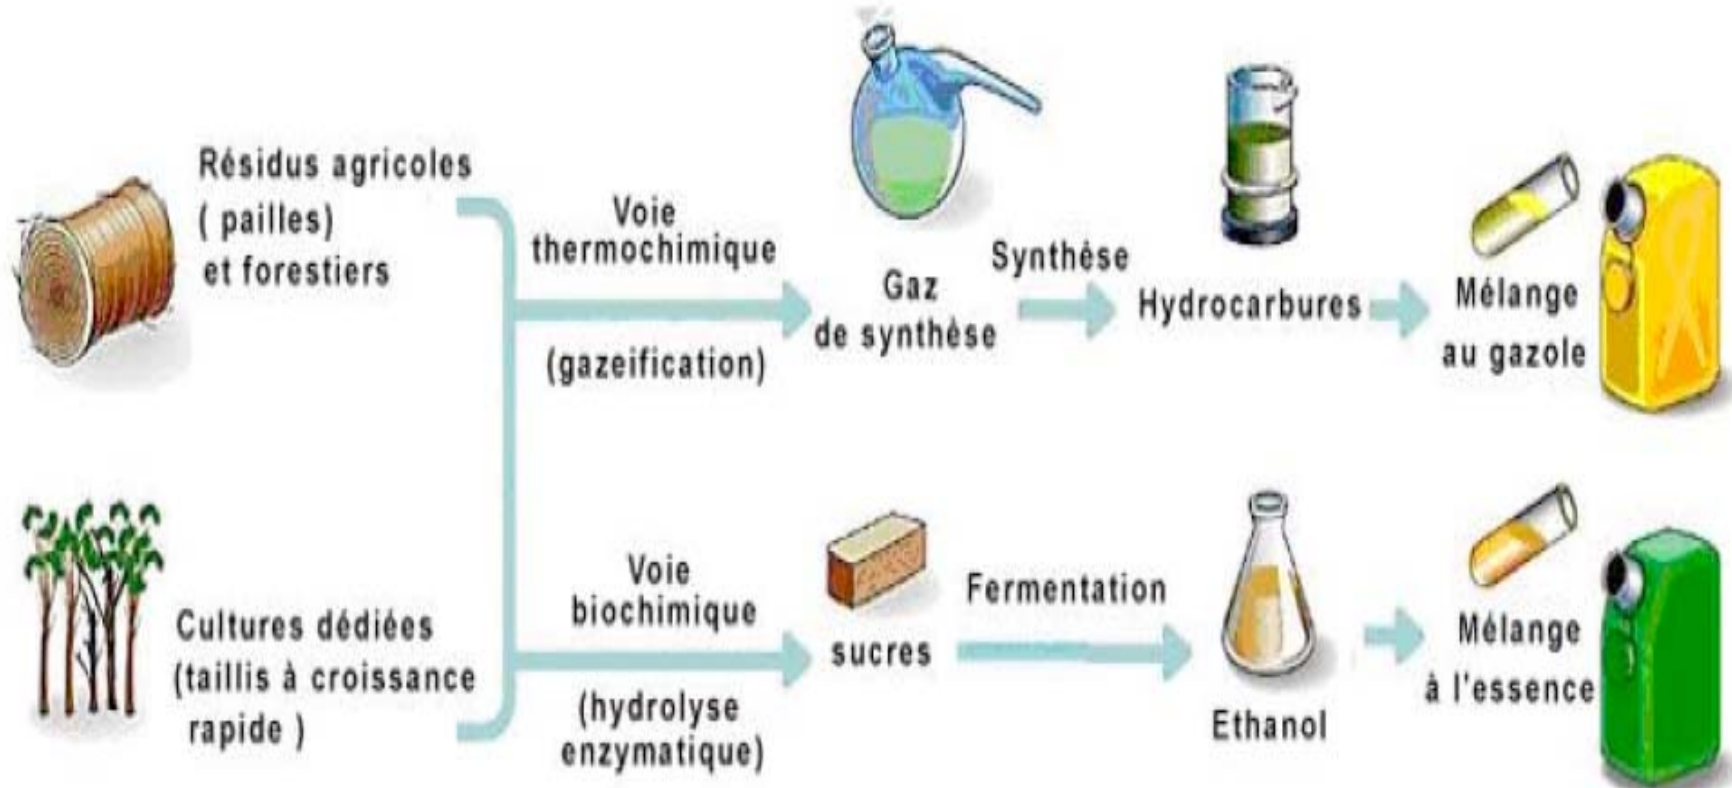 Résidus agricoles
( pailles)
et forestiers
Voie
thermochimique
(gazeification)
Gaz
de synthèse
Synthèse
Hydrocarbures
Mélange
au gazole
Cultures dédiées
(taillis à croissance
rapide )
Voie
biochimique
(hydrolyse
enzymatique)
sucres
Fermentation
Ethanol
Mélange
à l'essence